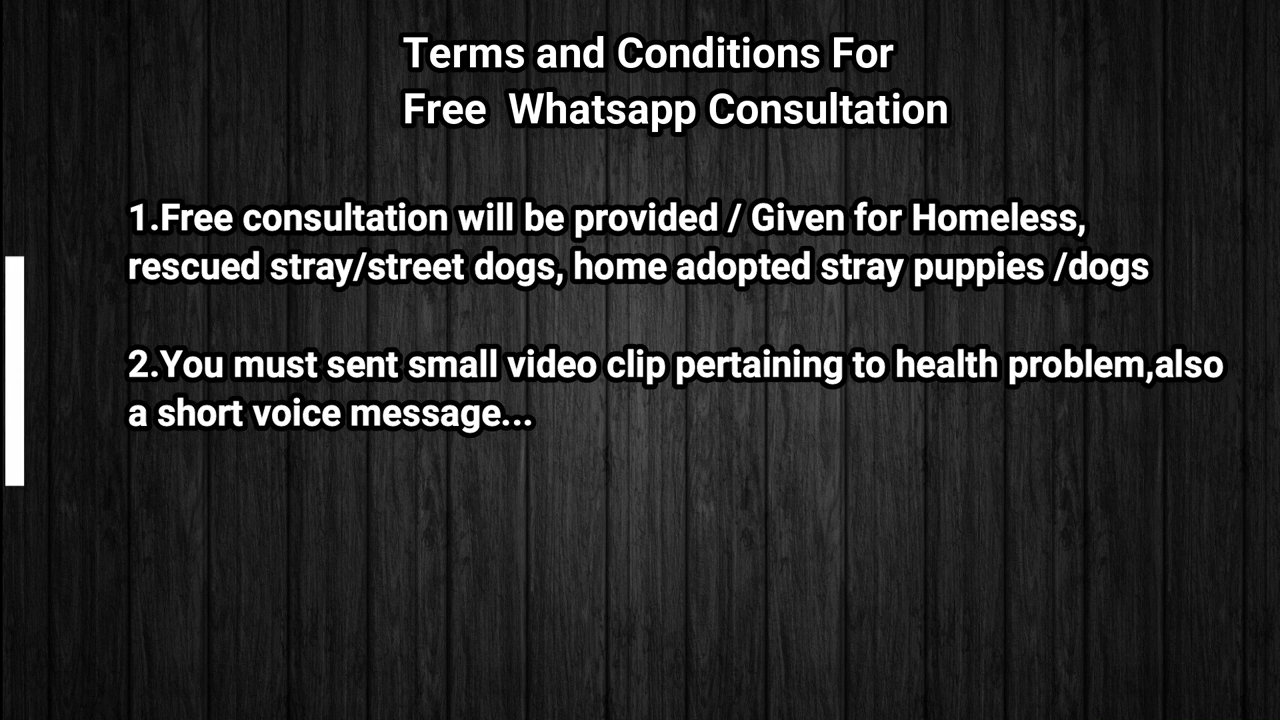 Terms and Conditions For
Free  Whatsapp Consultation
1.Free consultation will be provided / Given for Homeless,
rescued stray/street dogs, home adopted stray puppies /dogs
2.You must sent small video clip pertaining to health problem,also
a short voice message...